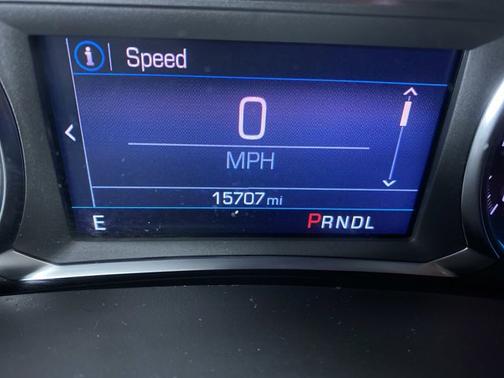 i Speed
0
MPH
15707 mi
E PRNDL